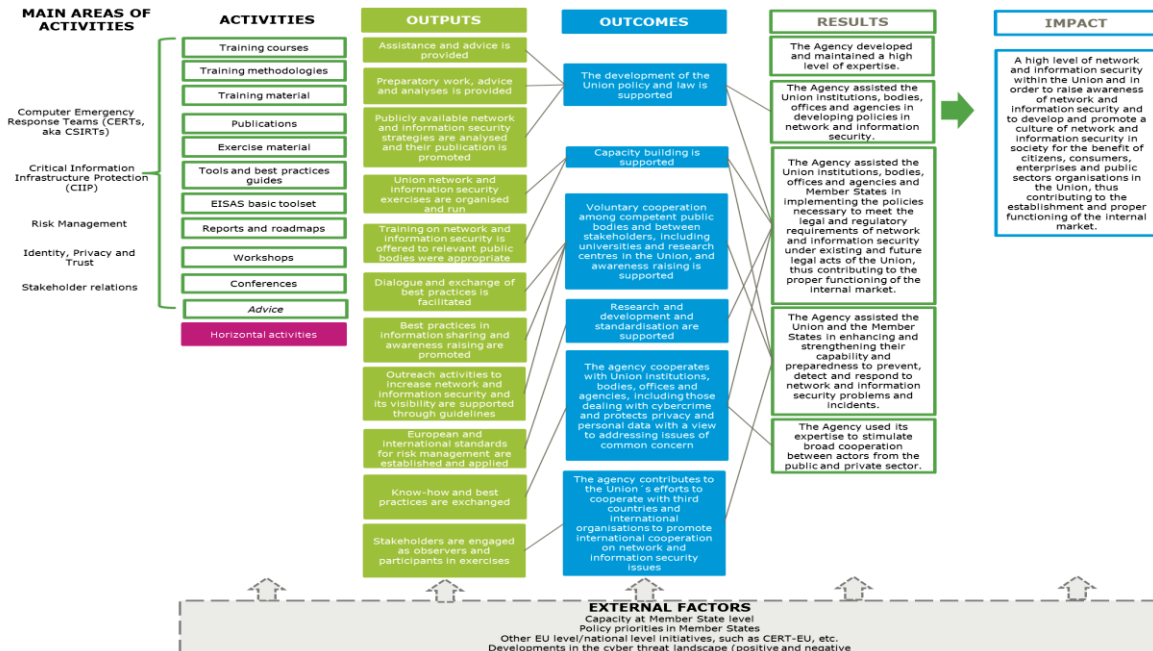 MAIN AREAS OF
ACTIVITIES
Computer Emergency
Response Teams (CERTs,
aka CSIRTs)
Critical Information
Infrastructure Protection
(CIIP)
Risk Management
Identity, Privacy and
Trust
Stakeholder relations
ACTIVITIES
Training courses
Training methodologies
Training material
Publications
Exercise material
Tools and best practices
guides
EISAS basic toolset
Reports and roadmaps
Workshops
Conferences
Advice
Horizontal activities
OUTPUTS
Assistance and advice is
provided
Preparatory work, advice
and analyses is provided
Publicly available network
and information security
strategies are analysed
and their publication is
promoted
Union network and
information security
exercises are organised
and run
Training on network and
information security is
offered to relevant public
bodies were appropriate
Dialogue and exchange of
best practices is
facilitated
Best practices in
information sharing and
awareness raising are
promoted
Outreach activities to
increase network and
information security and
its visibility are supported
through guidelines
European and
international standards
for risk management are
established and applied
Know-how and best
practices are exchanged
Stakeholders are engaged
as observers and
participants in exercises
OUTCOMES
The development of the
Union policy and law is
supported
Capacity building is
supported
Voluntary cooperation
among competent public
bodies and between
stakeholders, including
universities and research
centres in the Union, and
awareness raising is
supported
Research and
development and
standardisation are
supported
The agency cooperates
with Union institutions,
bodies, offices and
agencies, including those
dealing with cybercrime
and protects privacy and
personal data with a view
to addressing issues of
common concern
The agency contributes to
the Union´s efforts to
cooperate with third
countries and
international
organisations to promote
international cooperation
on network and
information security
issues
RESULTS
The Agency developed
and maintained a high
level of expertise.
The Agency assisted the
Union institutions, bodies,
offices and agencies in
developing policies in
network and information
security.
The Agency assisted the
Union institutions, bodies,
offices and agencies and
Member States in
implementing the policies
necessary to meet the
legal and regulatory
requirements of network
and information security
under existing and future
legal acts of the Union,
thus contributing to the
proper functioning of the
internal market.
The Agency assisted the
Union and the Member
States in enhancing and
strengthening their
capability and
preparedness to prevent,
detect and respond to
network and information
security problems and
incidents.
The Agency used its
expertise to stimulate
broad cooperation
between actors from the
public and private sector.
IMPACT
A high level of network
and information security
within the Union and in
order to raise awareness
of network and
information security and
to develop and promote a
culture of network and
information security in
society for the benefit of
citizens, consumers,
enterprises and public
sectors organisations in
the Union, thus
contributing to the
establishment and proper
functioning of the internal
market.
EXTERNAL FACTORS
Capacity at Member State level
Policy priorities in Member States
Other EU level/national level initiatives, such as CERT-EU, etc.
Developments in the cyber threat landscape (positive and negative